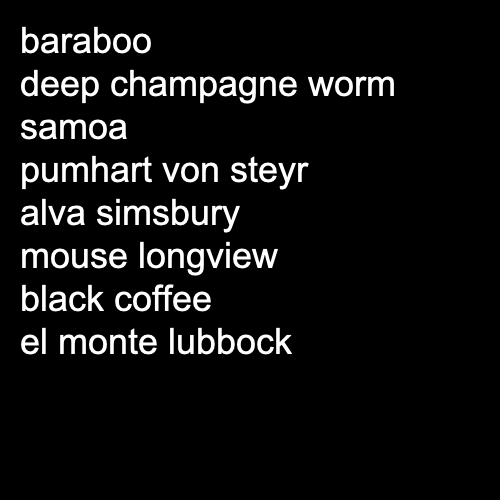 baraboo
deep champagne worm
samoa
pumhart von steyr
alva simsbury
mouse longview
black coffee
el monte lubbock